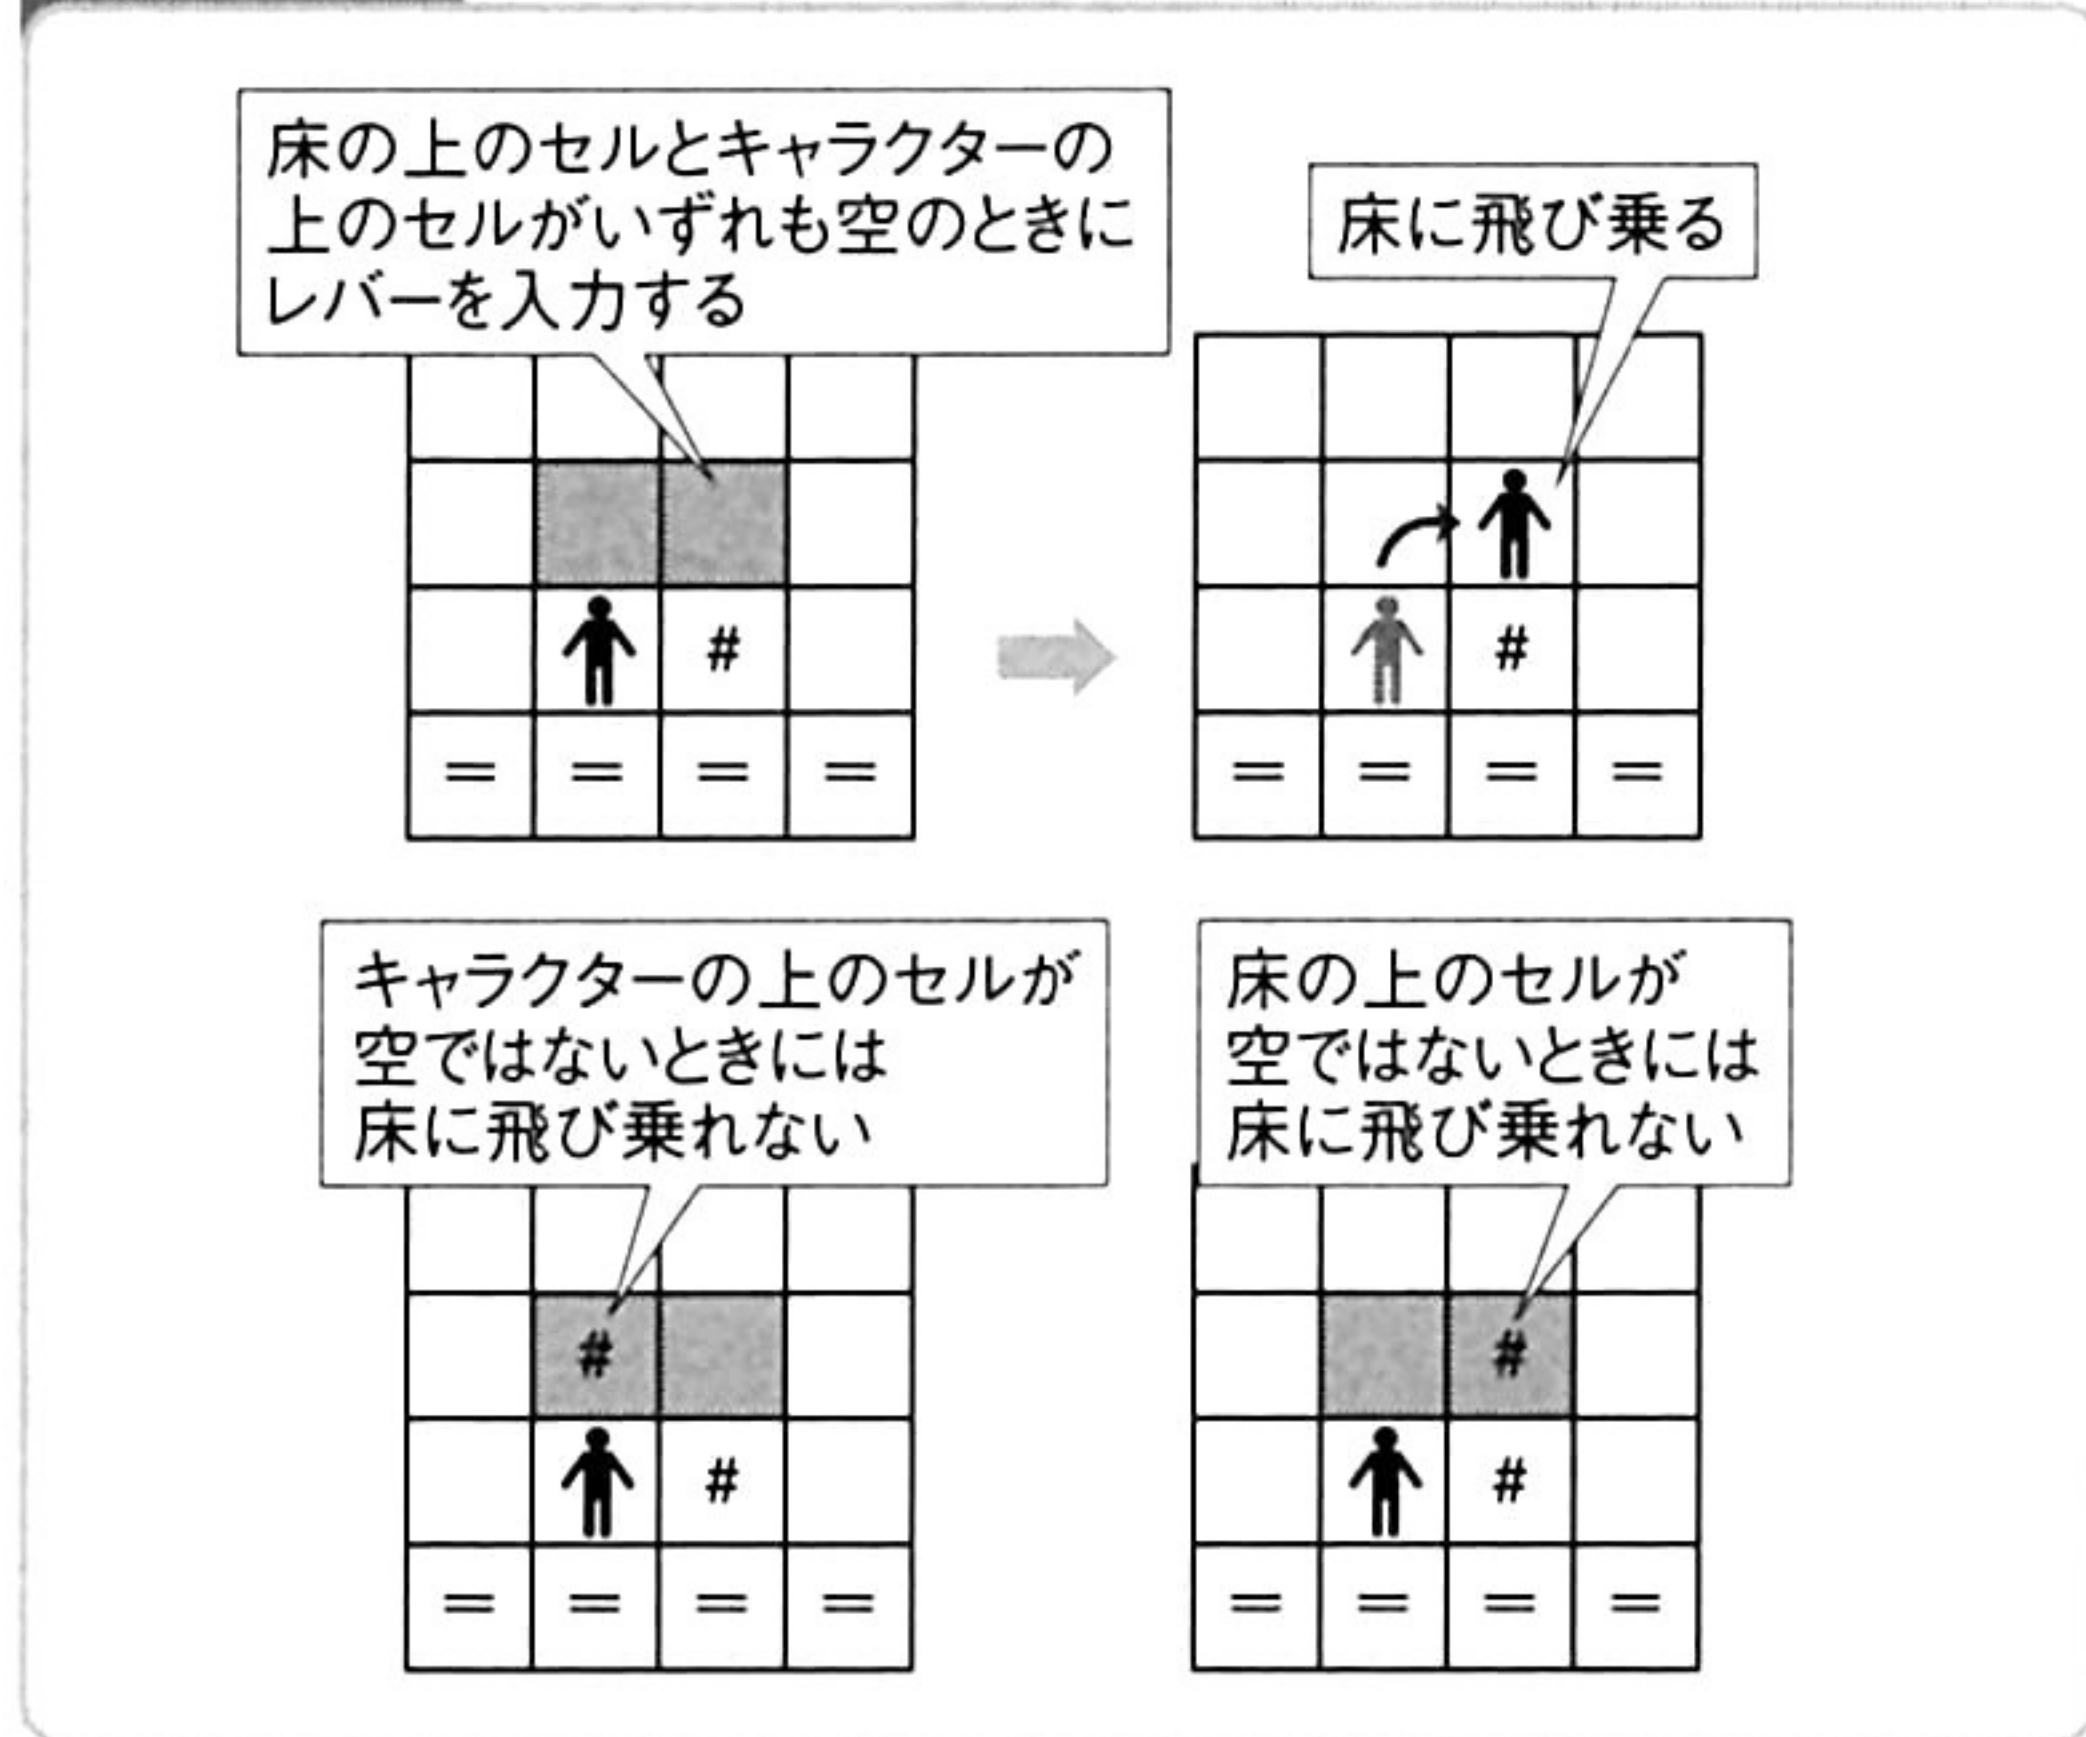 床の上のセルとキャラクターの
上のセルがいずれも空のときに
レバーを入力する
床に飛び乗る
#
#
= = = =
= = = =
キャラクターの上のセルが
空ではないときには
床に飛び乗れない
床の上のセルが
空ではないときには
床に飛び乗れない
#
#
#
#
= = = =
= = = =